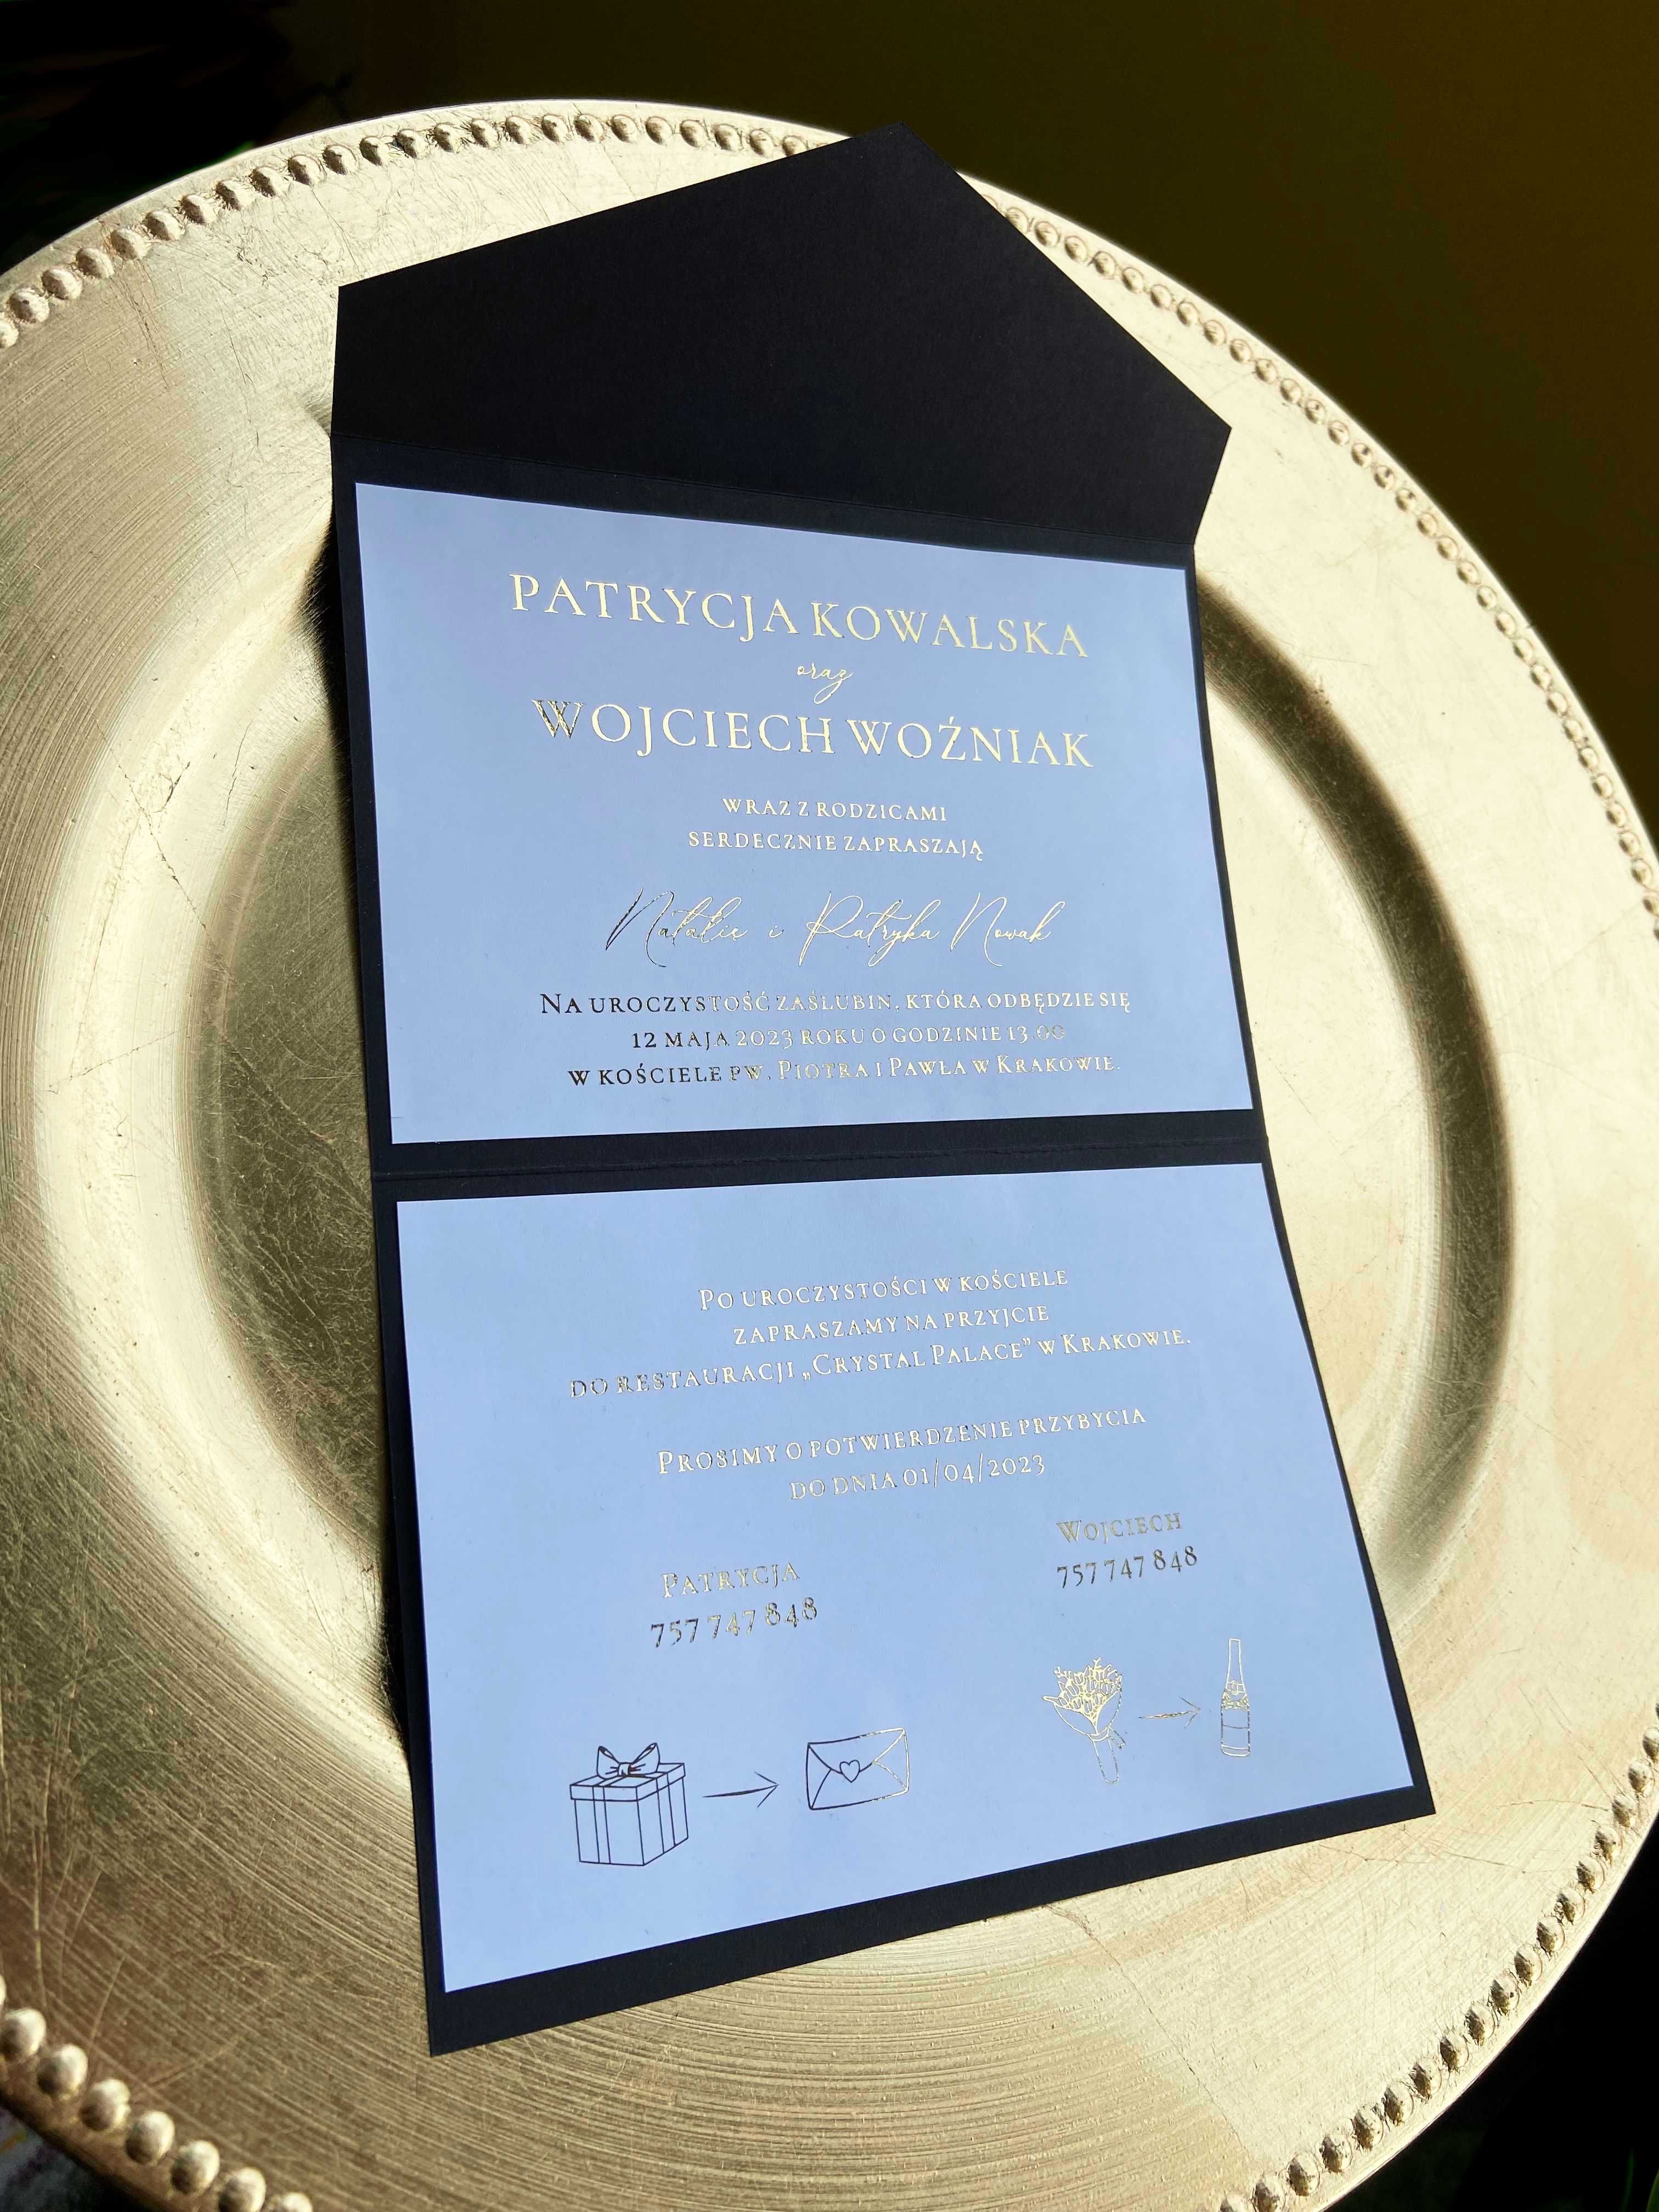 PATRYCJA KOWALSKA
oraz
WOJCIECH WOŹNIAK
WRAZ Z RODZICAMI
SERDECZNIE ZAPRASZAJĄ
Natalię i Patryka Nowak
NA UROCZYSTOŚĆ ZAŚLUBIN, KTÓRA ODBĘDZIE SIĘ
12 MAJA 2023 ROKU O GODZINIE 13.00
W KOŚCIELE PW. PIOTRA I PAWŁA W KRAKOWIE.
PO UROCZYSTOŚCI W KOŚCIELE
ZAPRASZAMY NA PRZYJCIE
DO RESTAURACJI „CRYSTAL PALACE” W KRAKOWIE.
PROSIMY O POTWIERDZENIE PRZYBYCIA
DO DNIA 01/04/2023
PATRYCJA
757 747 848
WOJCIECH
757 747 848